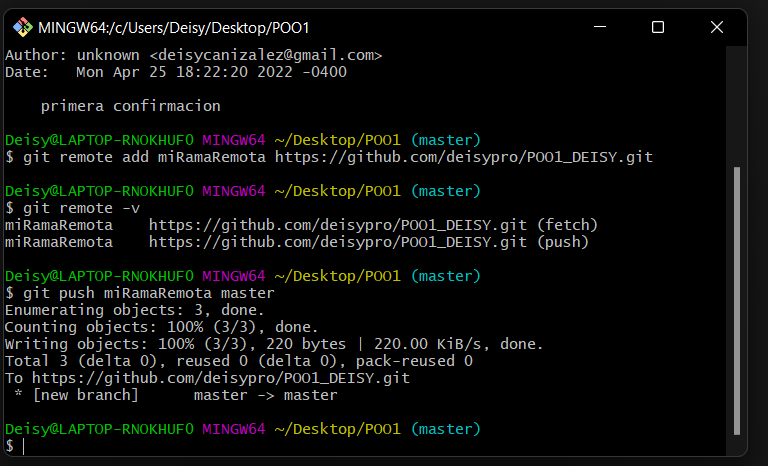 MINGW64:/c/Users/Deisy/Desktop/POO1
Author: unknown <deisycanizalez@gmail.com>
Date:   Mon Apr 25 18:22:20 2022 -0400
    primera confirmacion
Deisy@LAPTOP-RNOKHUF0 MINGW64 ~/Desktop/POO1 (master)
$ git remote add miRamaRemota https://github.com/deisypro/POO1_DEISY.git
Deisy@LAPTOP-RNOKHUF0 MINGW64 ~/Desktop/POO1 (master)
$ git remote -v
miRamaRemota    https://github.com/deisypro/POO1_DEISY.git (fetch)
miRamaRemota    https://github.com/deisypro/POO1_DEISY.git (push)
Deisy@LAPTOP-RNOKHUF0 MINGW64 ~/Desktop/POO1 (master)
$ git push miRamaRemota master
Enumerating objects: 3, done.
Counting objects: 100% (3/3), done.
Writing objects: 100% (3/3), 220 bytes | 220.00 KiB/s, done.
Total 3 (delta 0), reused 0 (delta 0), pack-reused 0
To https://github.com/deisypro/POO1_DEISY.git
 * [new branch]      master -> master
Deisy@LAPTOP-RNOKHUF0 MINGW64 ~/Desktop/POO1 (master)
$